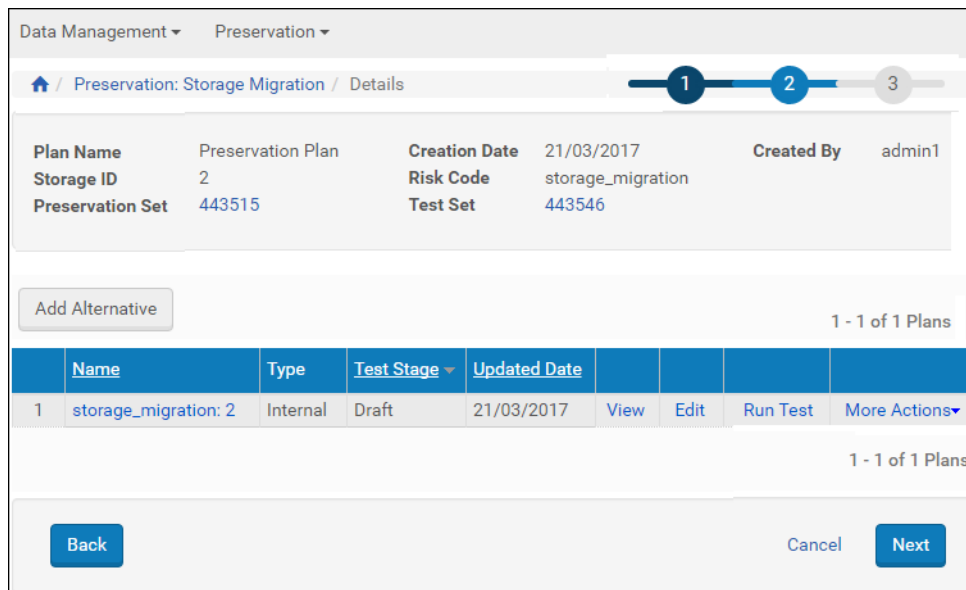 Data Management Preservation
/ Preservation: Storage Migration / Details 1 2 3
Plan Name Preservation Plan Creation Date 21/03/2017 Created By admin1
Storage ID 2 Risk Code storage_migration
Preservation Set 443515 Test Set 443546
Add Alternative
1 - 1 of 1 Plans
Name Type Test Stage Updated Date
1 storage_migration: 2 Internal Draft 21/03/2017 View Edit Run Test More Actions
1 - 1 of 1 Plans
Back Cancel Next